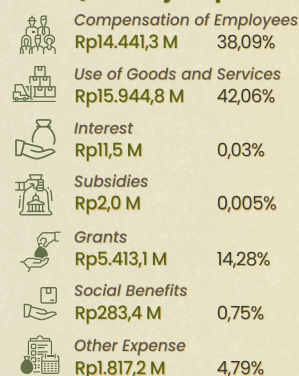 Compensation of Employees
Rp14.441,3 M 38,09%
Use of Goods and Services
Rp15.944,8 M 42,06%
Interest
Rp11,5 M 0,03%
Subsidies
Rp2,0 M 0,005%
Grants
Rp5.413,1 M 14,28%
Social Benefits
Rp283,4 M 0,75%
Other Expense
Rp1.817,2 M 4,79%